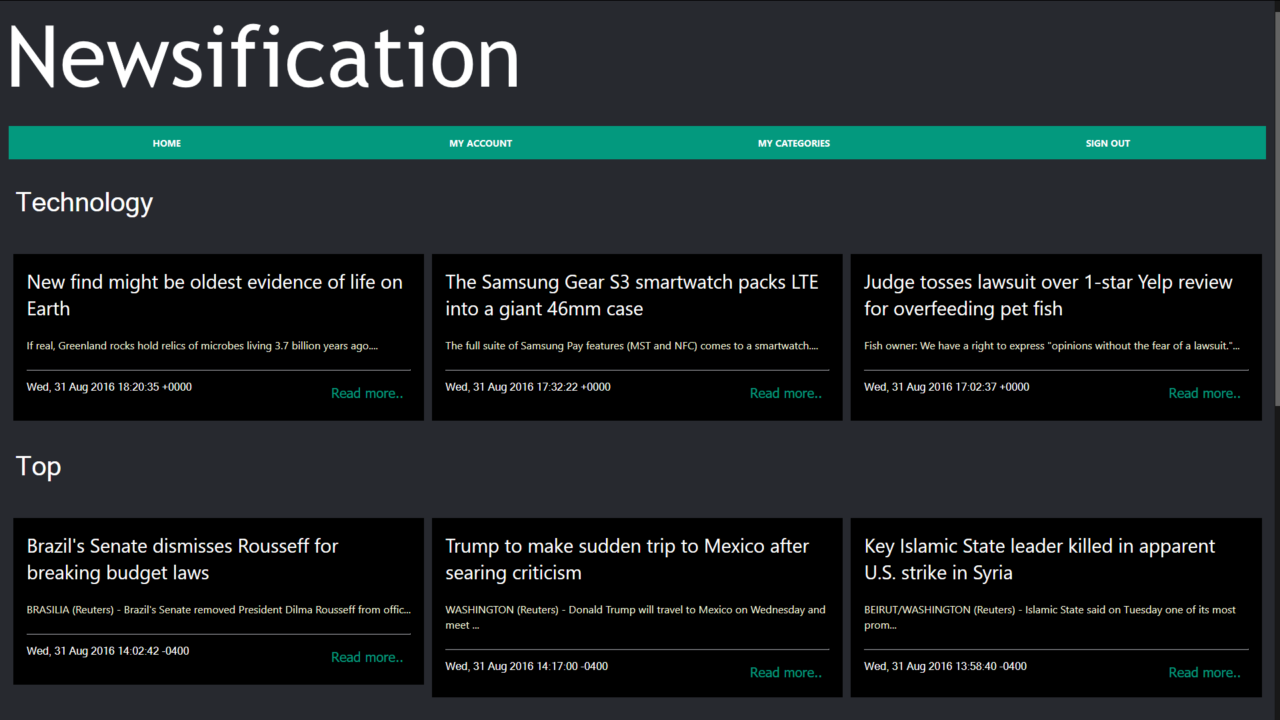 Newsification
HOME MY ACCOUNT MY CATEGORIES SIGN OUT
Technology
New find might be oldest evidence of life on
Earth
If real, Greenland rocks hold relics of microbes living 3.7 billion years ago....
Wed, 31 Aug 2016 18:20:35 +0000
Read more..
The Samsung Gear S3 smartwatch packs LTE
into a giant 46mm case
The full suite of Samsung Pay features (MST and NFC) comes to a smartwatch....
Wed, 31 Aug 2016 17:32:22 +0000
Read more..
Judge tosses lawsuit over 1-star Yelp review
for overfeeding pet fish
Fish owner: We have a right to express "opinions without the fear of a lawsuit."...
Wed, 31 Aug 2016 17:02:37 +0000
Read more..
Top
Brazil's Senate dismisses Rousseff for
breaking budget laws
BRASILIA (Reuters) - Brazil's Senate removed President Dilma Rousseff from offic...
Wed, 31 Aug 2016 14:02:42 -0400
Read more..
Trump to make sudden trip to Mexico after
searing criticism
WASHINGTON (Reuters) - Donald Trump will travel to Mexico on Wednesday and
meet ...
Wed, 31 Aug 2016 14:17:00 -0400
Read more..
Key Islamic State leader killed in apparent
U.S. strike in Syria
BEIRUT/WASHINGTON (Reuters) - Islamic State said on Tuesday one of its most
prom...
Wed, 31 Aug 2016 13:58:40 -0400
Read more..